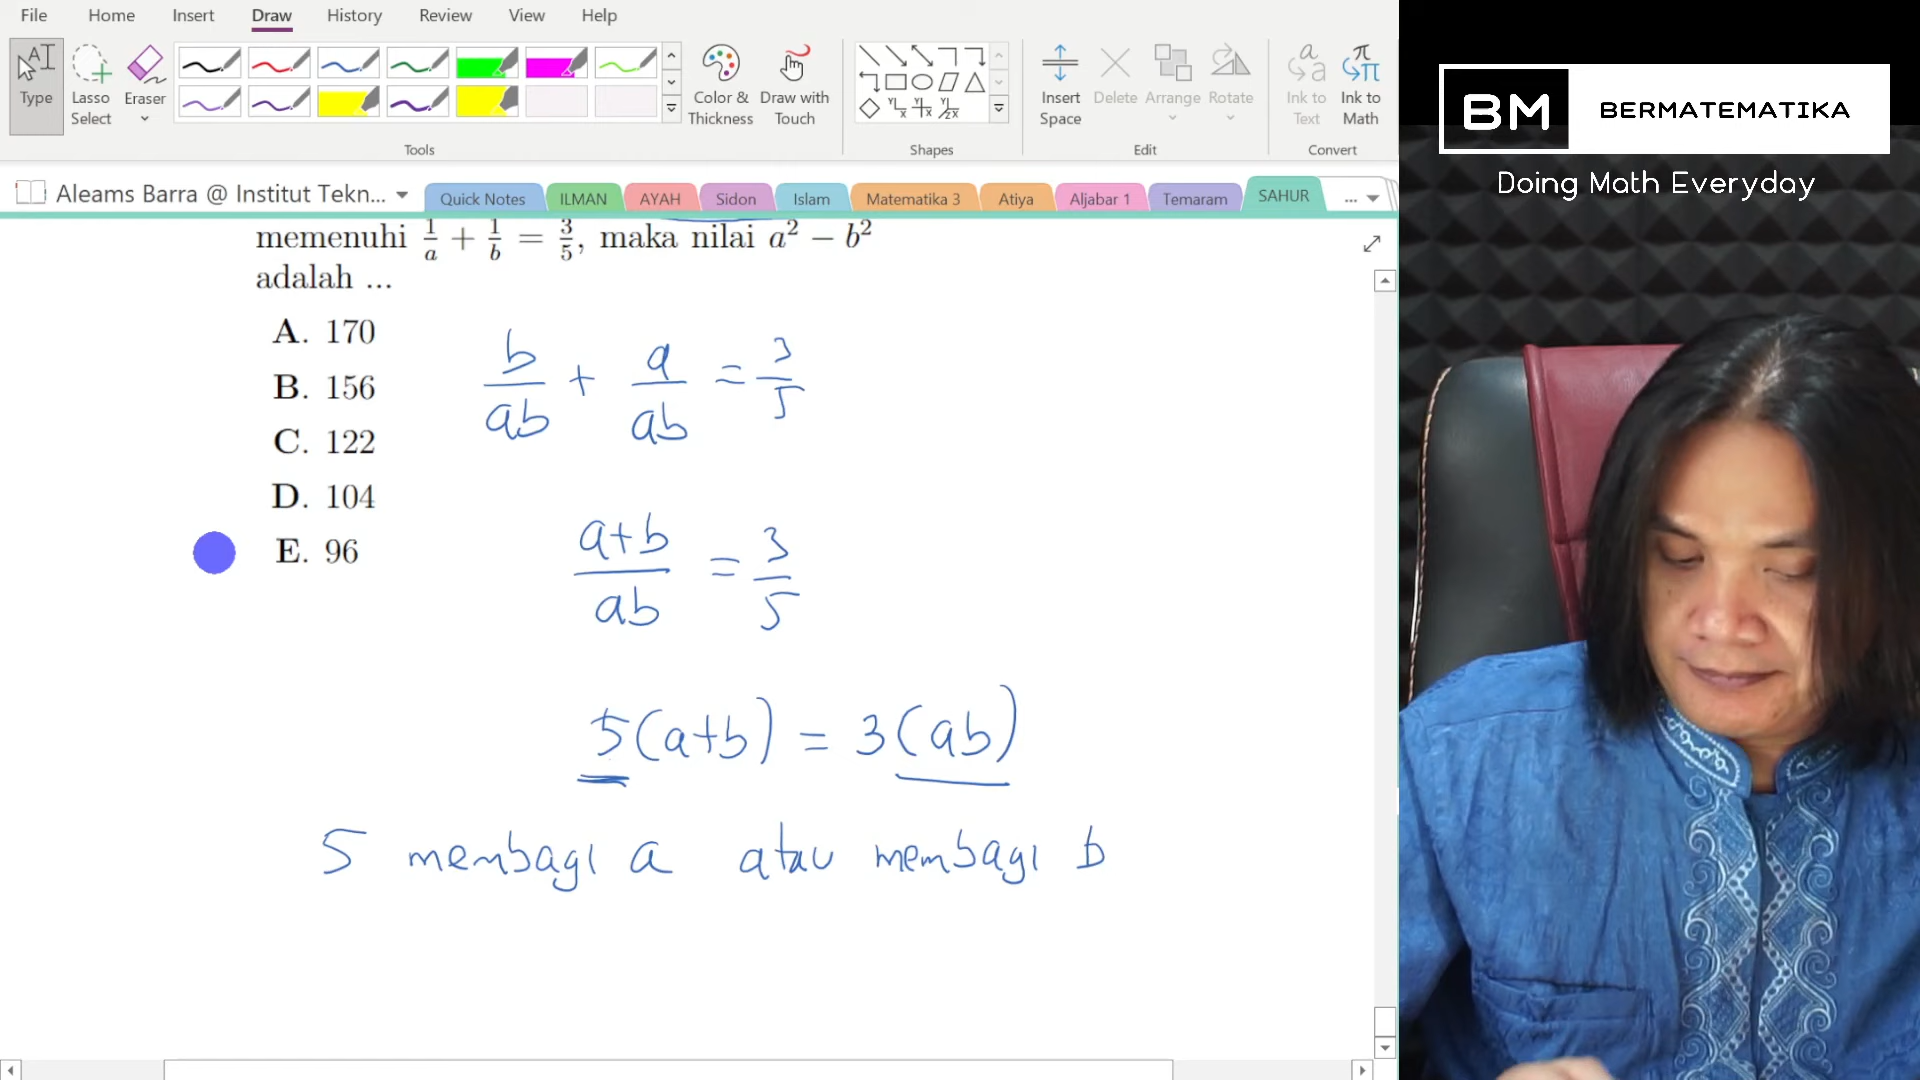 File Home Insert Draw History Review View Help
Type
Lasso Select
Eraser
Color & Thickness
Draw with Touch
Insert Space
Delete
Arrange
Rotate
Ink to Text
Ink to Math
Tools
Shapes
Edit
Convert
BM BERMATEMATIKA
Doing Math Everyday
Aleams Barra @ Institut Tekn...
Quick Notes ILMAN AYAH Sidon Islam Matematika 3 Atiya Aljabar 1 Temaram SAHUR ...
memenuhi 1/a + 1/b = 3/5, maka nilai a² − b²
adalah ...
A. 170
B. 156
C. 122
D. 104
E. 96
b/ab + a/ab = 3/5
a+b/ab = 3/5
5(a+b) = 3(ab)
5 membagi a atau membagi b